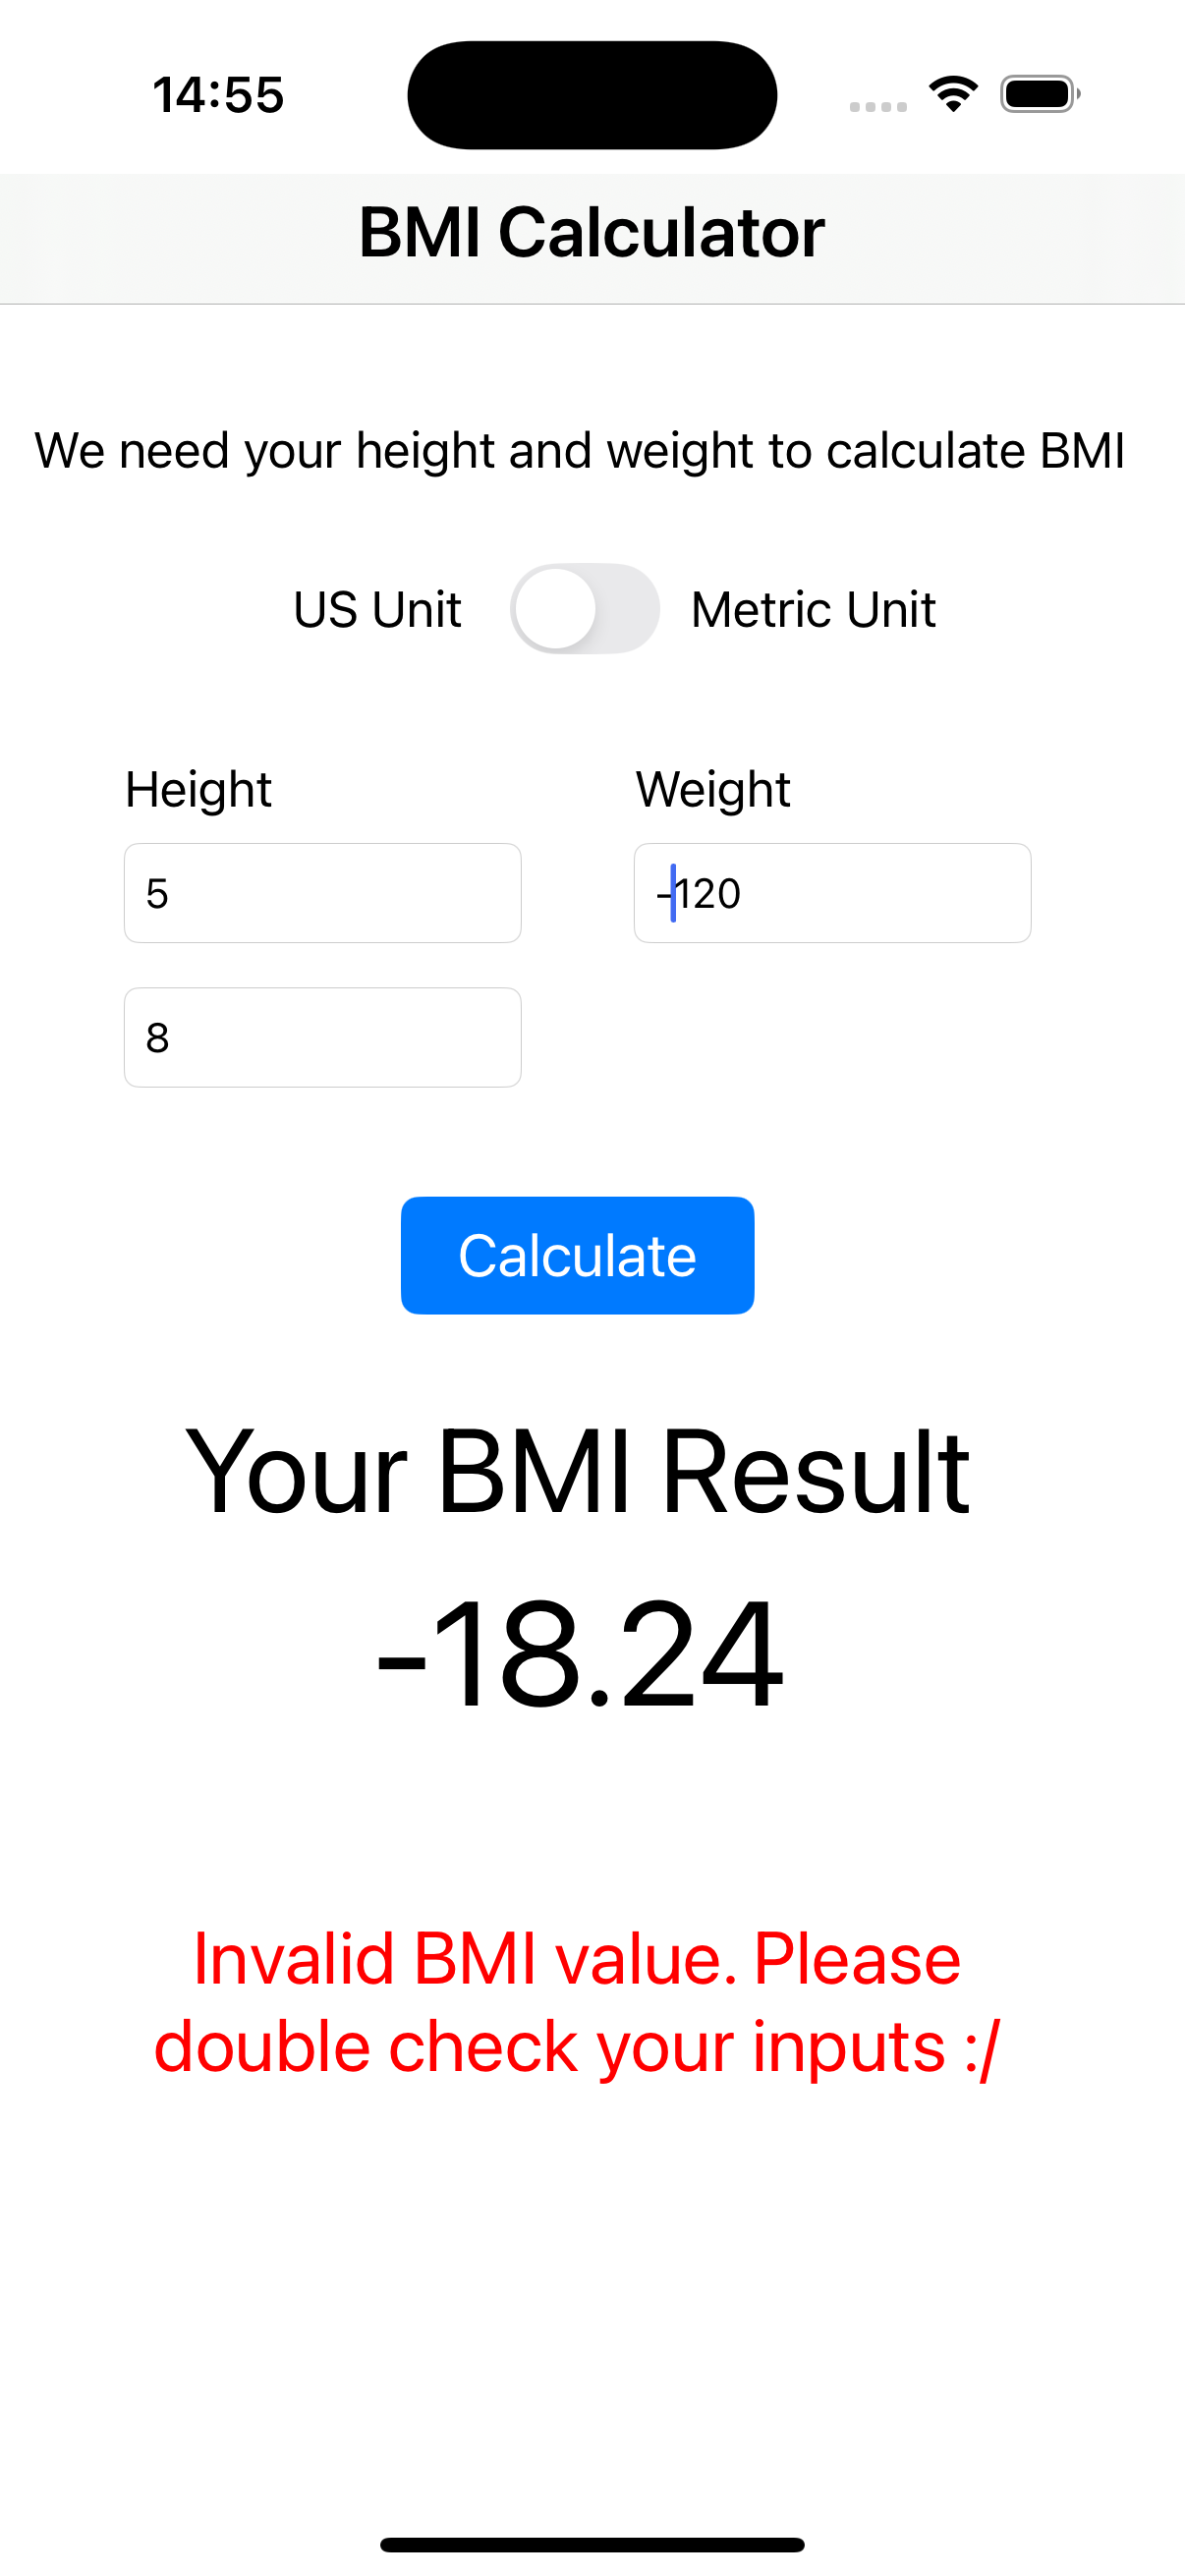 14:55
BMI Calculator
We need your height and weight to calculate BMI
US Unit Metric Unit
Height Weight
5 -120
8
Calculate
Your BMI Result
-18.24
Invalid BMI value. Please
double check your inputs :/